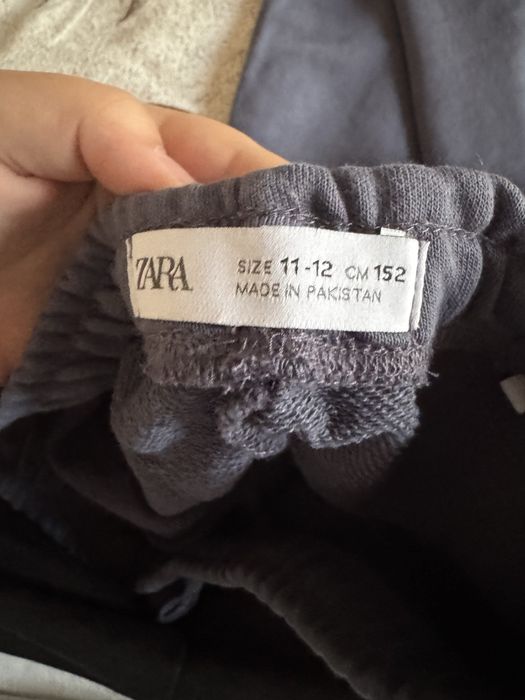 ZARA
SIZE 11-12 CM 152
MADE IN PAKISTAN